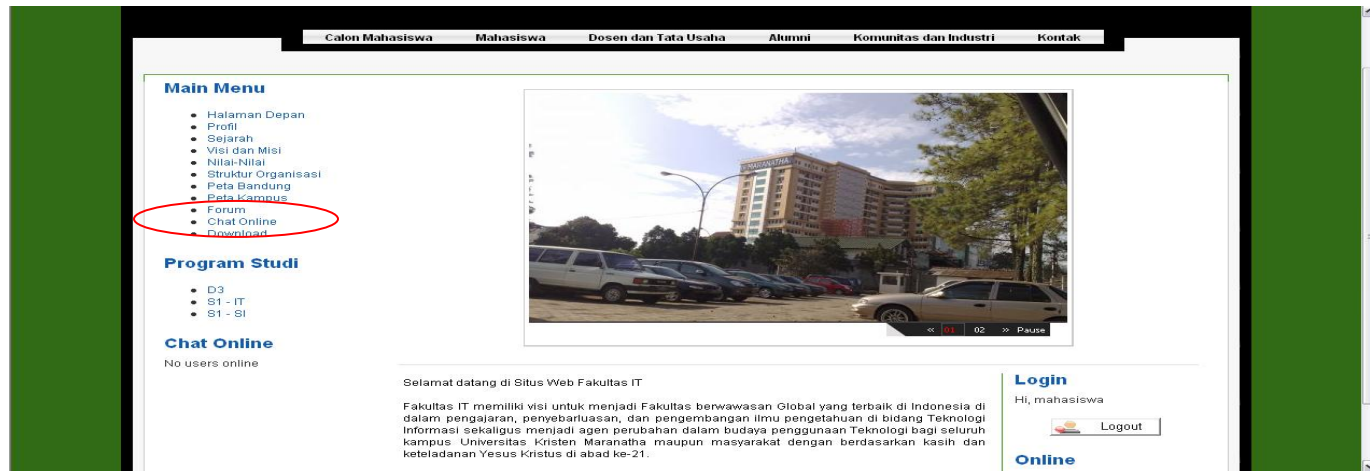 Calon Mahasiswa Mahasiswa Dosen dan Tata Usaha Alumni Komunitas dan Industri Kontak
Main Menu
Halaman Depan
Profil
Sejarah
Visi dan Misi
Nilai-Nilai
Struktur Organisasi
Peta Bandung
Peta Kampus
Forum
Chat Online
Download
Program Studi
D3
S1 - IT
S1 - SI
Chat Online
No users online
MARANATHA
« 01 02 » Pause
Selamat datang di Situs Web Fakultas IT
Fakultas IT memiliki visi untuk menjadi Fakultas berwawasan Global yang terbaik di Indonesia di
dalam pengajaran, penyebarluasan, dan pengembangan ilmu pengetahuan di bidang Teknologi
Informasi sekaligus menjadi agen perubahan dalam budaya penggunaan Teknologi bagi seluruh
kampus Universitas Kristen Maranatha maupun masyarakat dengan berdasarkan kasih dan
keteladanan Yesus Kristus di abad ke-21.
Login
Hi, mahasiswa
Logout
Online